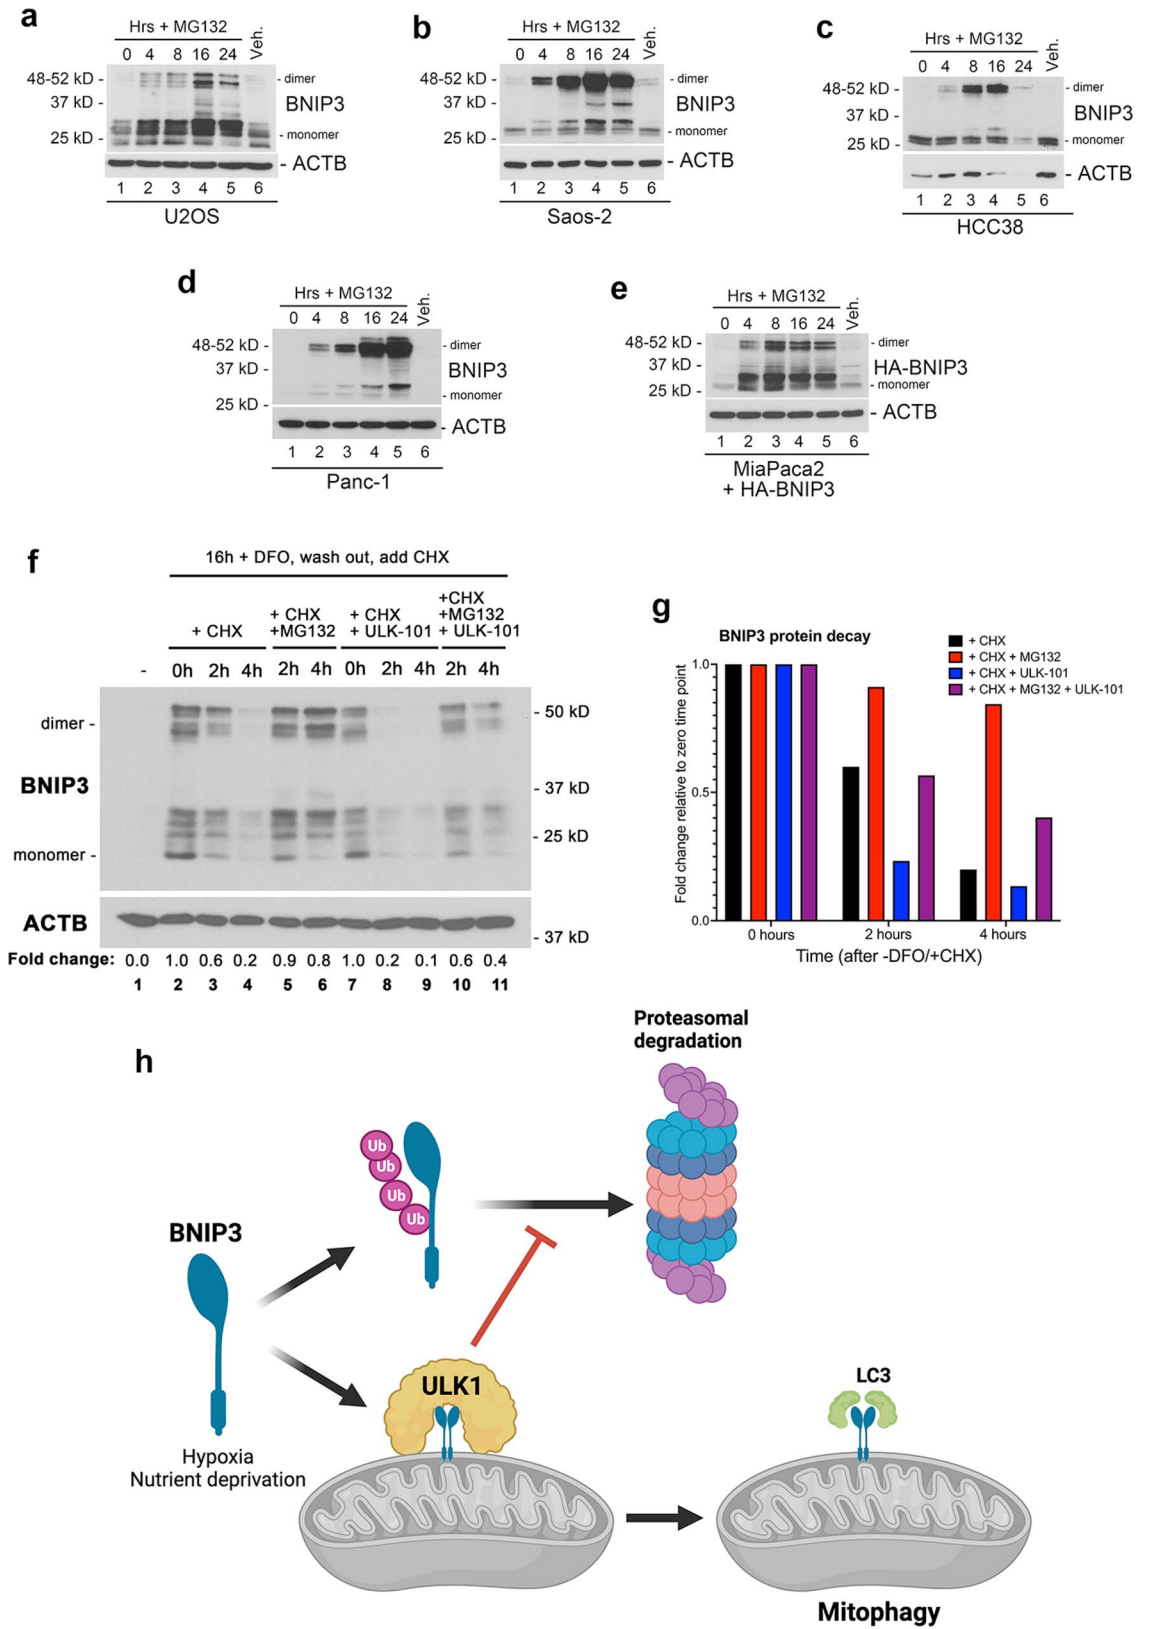 a
Hrs + MG132
0 4 8 16 24 Veh.
48-52 kD - - dimer
BNIP3
37 kD -
- monomer
25 kD -
- ACTB
1 2 3 4 5 6
U2OS
b
Hrs + MG132
0 4 8 16 24 Veh.
48-52 kD - - dimer
37 kD - BNIP3
- monomer
25 kD -
- ACTB
1 2 3 4 5 6
Saos-2
c
Hrs + MG132
0 4 8 16 24 Veh.
48-52 kD - - dimer
37 kD - BNIP3
25 kD - - monomer
- ACTB
1 2 3 4 5 6
HCC38
d
Hrs + MG132
0 4 8 16 24 Veh.
48-52 kD - - dimer
37 kD - BNIP3
- monomer
25 kD -
- ACTB
1 2 3 4 5 6
Panc-1
e
Hrs + MG132
0 4 8 16 24 Veh.
48-52 kD - - dimer
37 kD - HA-BNIP3
25 kD - - monomer
- ACTB
1 2 3 4 5 6
MiaPaca2
+ HA-BNIP3
f
16h + DFO, wash out, add CHX
+ CHX
+ CHX
+MG132
+ CHX
+ ULK-101
+CHX
+MG132
+ ULK-101
- 0h 2h 4h 2h 4h 0h 2h 4h 2h 4h
dimer - - 50 kD
BNIP3 - 37 kD
- 25 kD
monomer -
ACTB
- 37 kD
Fold change: 0.0 1.0 0.6 0.2 0.9 0.8 1.0 0.2 0.1 0.6 0.4
1 2 3 4 5 6 7 8 9 10 11
g
BNIP3 protein decay
+ CHX
+ CHX + MG132
+ CHX + ULK-101
+ CHX + MG132 + ULK-101
Fold change relative to zero time point
1.0
0.5
0.0
0 hours 2 hours 4 hours
Time (after -DFO/+CHX)
h
Proteasomal
degradation
Ub
Ub
Ub
Ub
BNIP3
Hypoxia
Nutrient deprivation
ULK1
LC3
Mitophagy